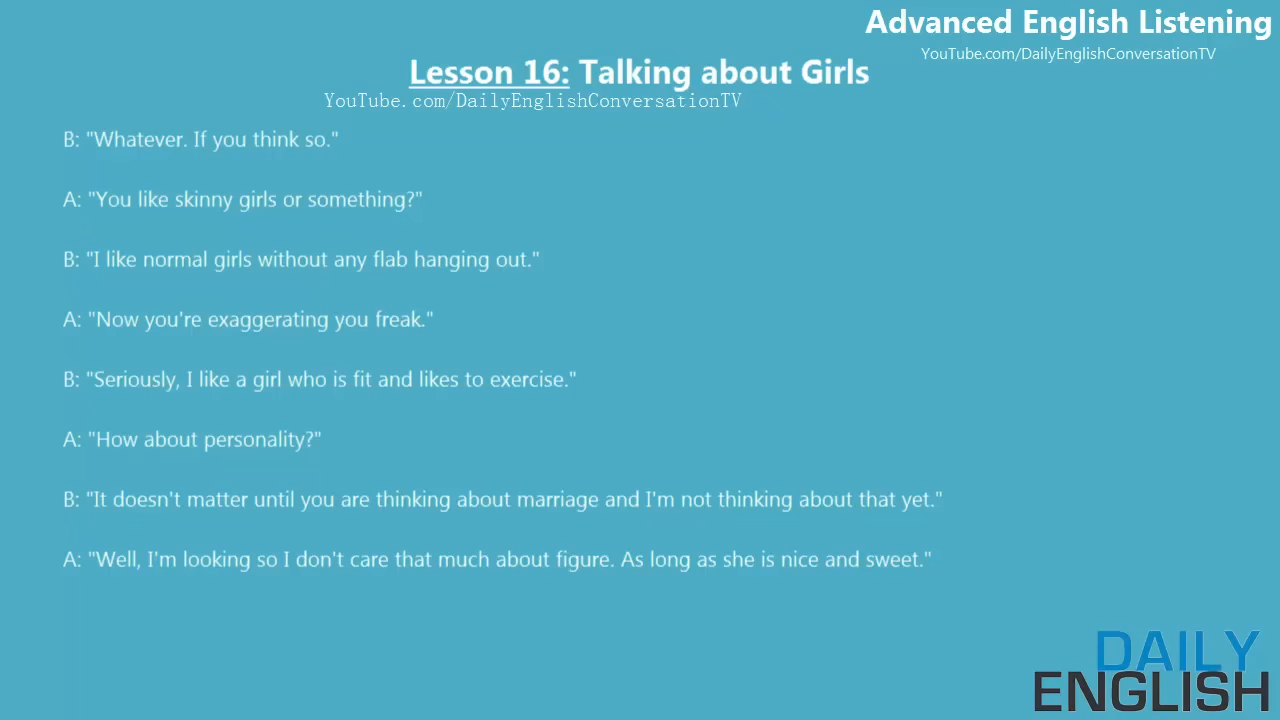 Advanced English Listening
YouTube.com/DailyEnglishConversationTV
Lesson 16: Talking about Girls
YouTube.com/DailyEnglishConversationTV
B: "Whatever. If you think so."
A: "You like skinny girls or something?"
B: "I like normal girls without any flab hanging out."
A: "Now you're exaggerating you freak."
B: "Seriously, I like a girl who is fit and likes to exercise."
A: "How about personality?"
B: "It doesn't matter until you are thinking about marriage and I'm not thinking about that yet."
A: "Well, I'm looking so I don't care that much about figure. As long as she is nice and sweet."
DAILY
ENGLISH